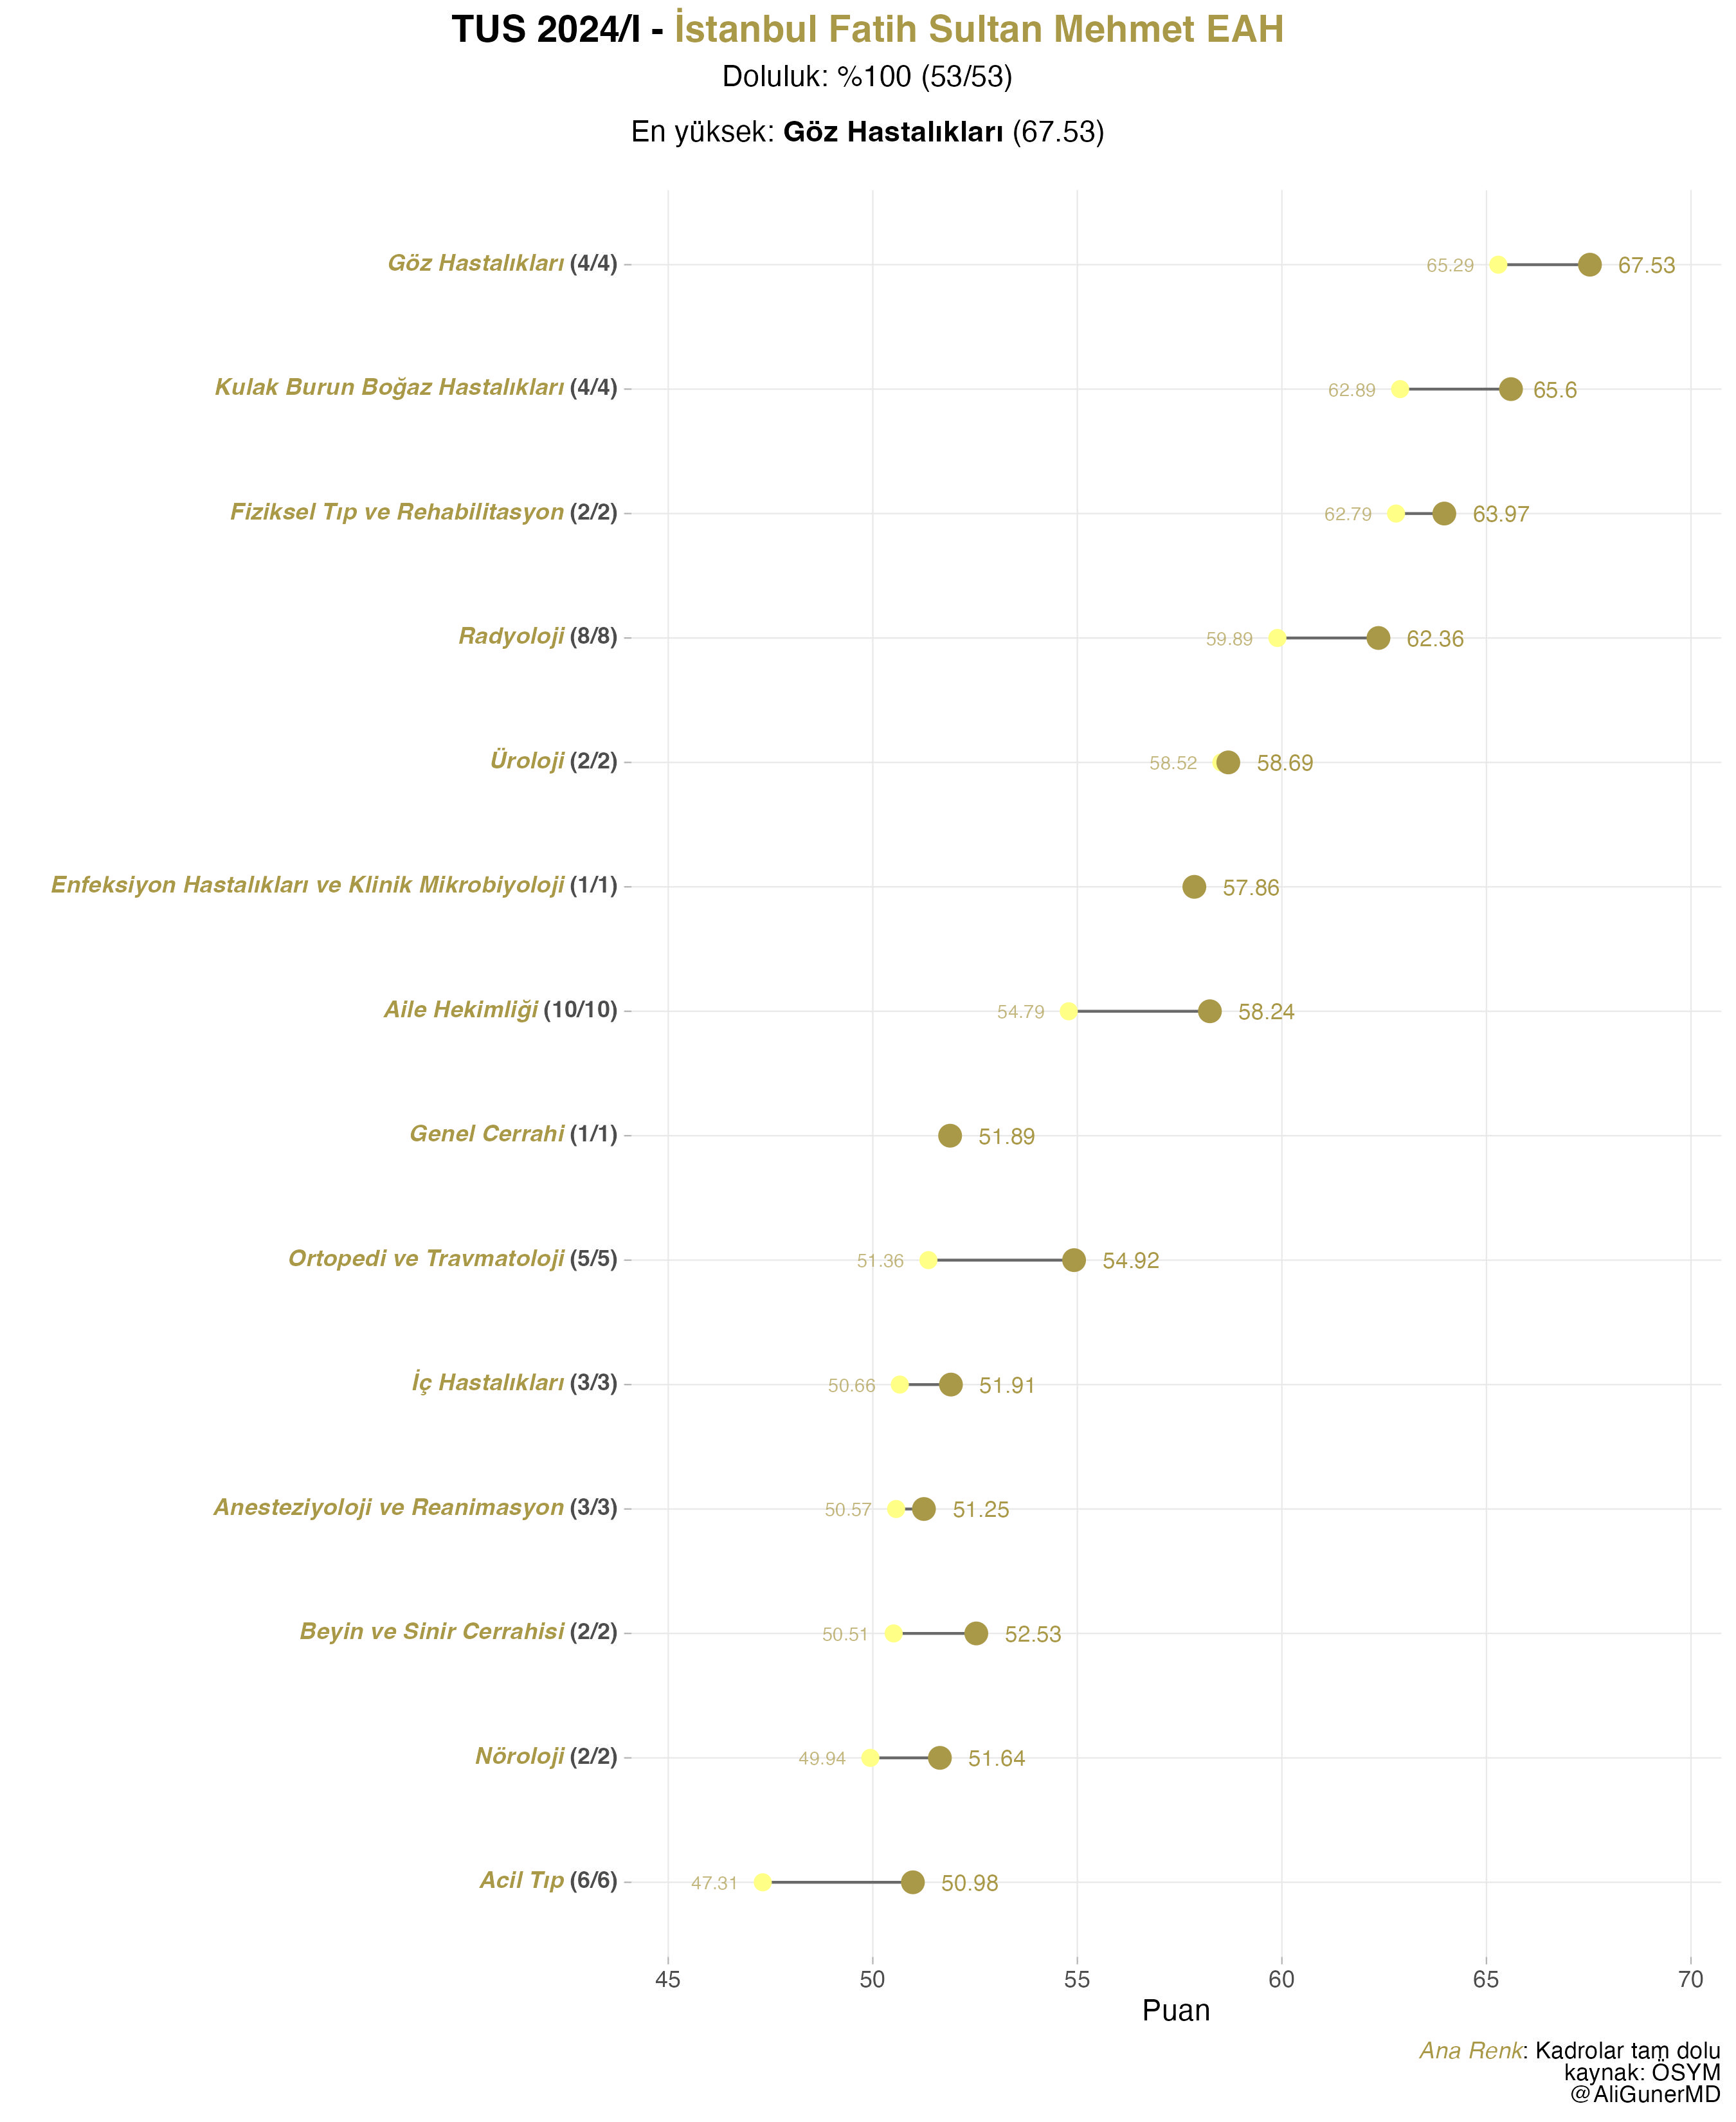 TUS 2024/I - İstanbul Fatih Sultan Mehmet EAH
Doluluk: %100 (53/53)
En yüksek: Göz Hastalıkları (67.53)
Göz Hastalıkları (4/4) 65.29 67.53
Kulak Burun Boğaz Hastalıkları (4/4) 62.89 65.6
Fiziksel Tıp ve Rehabilitasyon (2/2) 62.79 63.97
Radyoloji (8/8) 59.89 62.36
Üroloji (2/2) 58.52 58.69
Enfeksiyon Hastalıkları ve Klinik Mikrobiyoloji (1/1) 57.86
Aile Hekimliği (10/10) 54.79 58.24
Genel Cerrahi (1/1) 51.89
Ortopedi ve Travmatoloji (5/5) 51.36 54.92
İç Hastalıkları (3/3) 50.66 51.91
Anesteziyoloji ve Reanimasyon (3/3) 50.57 51.25
Beyin ve Sinir Cerrahisi (2/2) 50.51 52.53
Nöroloji (2/2) 49.94 51.64
Acil Tıp (6/6) 47.31 50.98
45 50 55 60 65 70
Puan
Ana Renk: Kadrolar tam dolu
kaynak: ÖSYM
@AliGunerMD